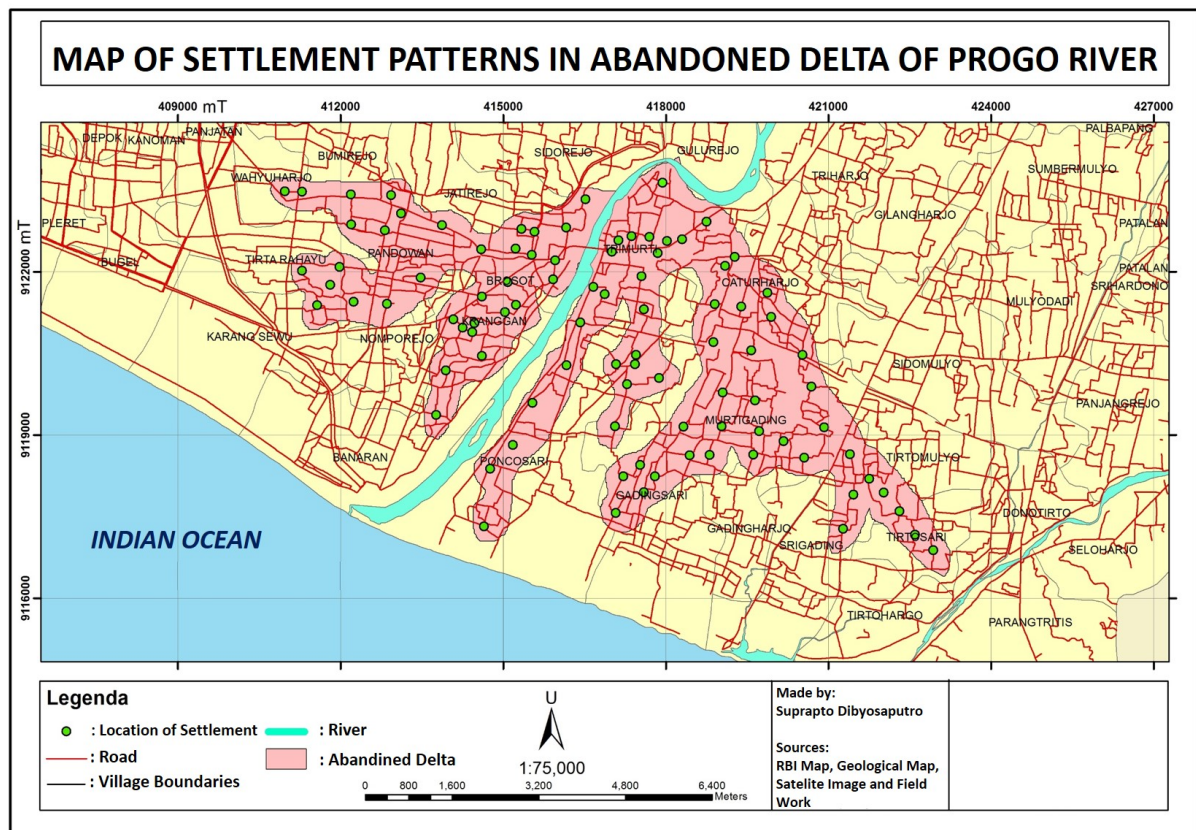 MAP OF SETTLEMENT PATTERNS IN ABANDONED DELTA OF PROGO RIVER
409000 mT 412000 415000 418000 421000 424000 427000
9122000 mT
9119000
9116000
DEPOK
KANOMAN
PANJATAN
WAHYUHARJO
BUMIREJO
SIDOREJO
GULUREJO
PALBAPANG
JATIREJO
TRIHARJO
SUMBERMULYO
PLERET
GILANGHARJO
PATALAN
BUGEL
TIRTA RAHAYU
PANDOWAN
TRIMURTI
BROSOT
CATURHARJO
PATALAN
SRIHARDONO
MULYODADI
KARANG SEWU
NOMPOREJO
KRANGGAN
SIDOMULYO
PANJANGREJO
MURTIGADING
BANARAN
PONCOSARI
TIRTOMULYO
GADINGSARI
GADINGHARJO
SRIGADING
TIRTOSARI
DONOTIRTO
SELOHARJO
INDIAN OCEAN
TIRTOHARGO
PARANGTRITIS
Legenda
: Location of Settlement
: Road
: Village Boundaries
: River
: Abandined Delta
U
1:75,000
0 800 1,600 3,200 4,800 6,400
Meters
Made by:
Suprapto Dibyosaputro
Sources:
RBI Map, Geological Map,
Satelite Image and Field
Work